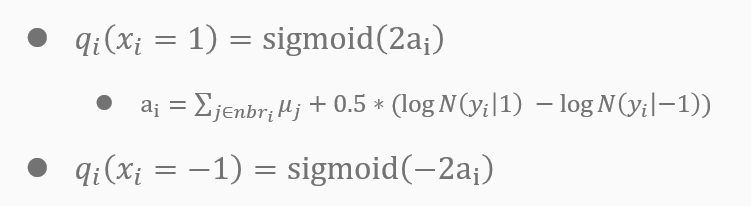 ● qᵢ(xᵢ = 1) = sigmoid(2aᵢ)
● aᵢ = ∑_{j∈nbrᵢ} μⱼ + 0.5 * (log N(yᵢ|1) − log N(yᵢ|−1))
● qᵢ(xᵢ = −1) = sigmoid(−2aᵢ)